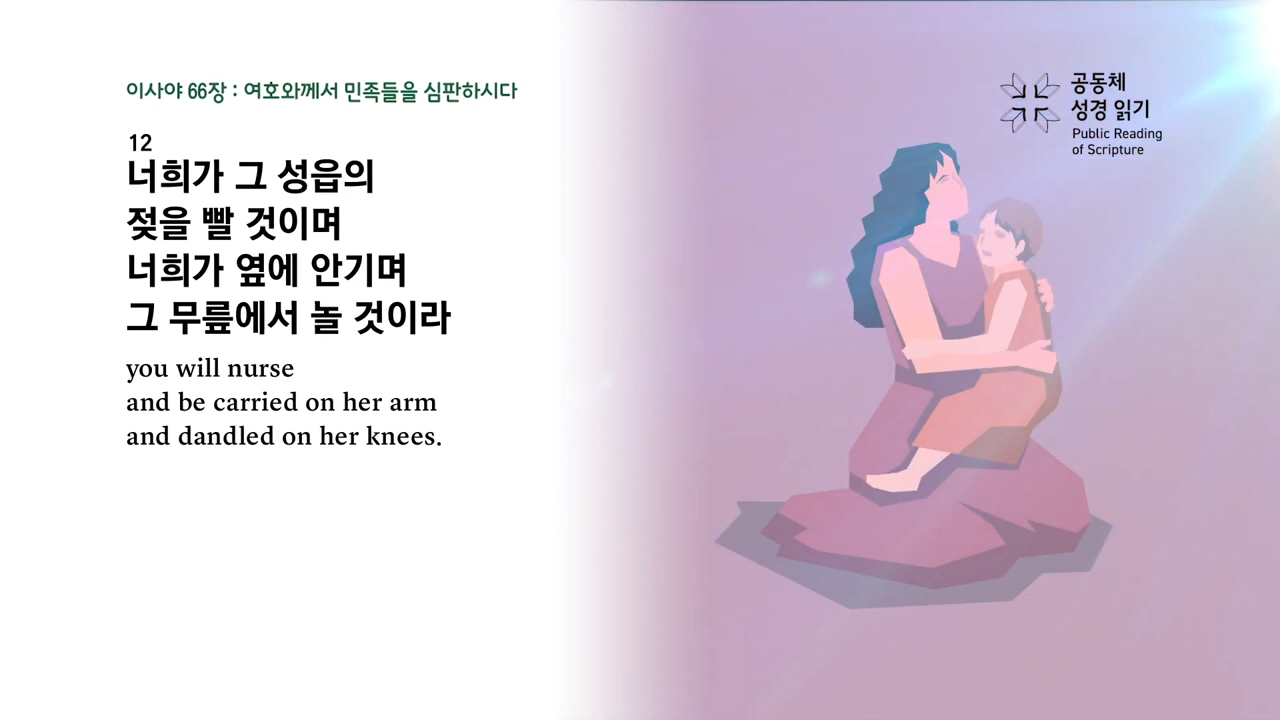 이사야 66장 : 여호와께서 민족들을 심판하시다
12
너희가 그 성읍의
젖을 빨 것이며
너희가 옆에 안기며
그 무릎에서 놀 것이라
you will nurse
and be carried on her arm
and dandled on her knees.
공동체
성경 읽기
Public Reading
of Scripture